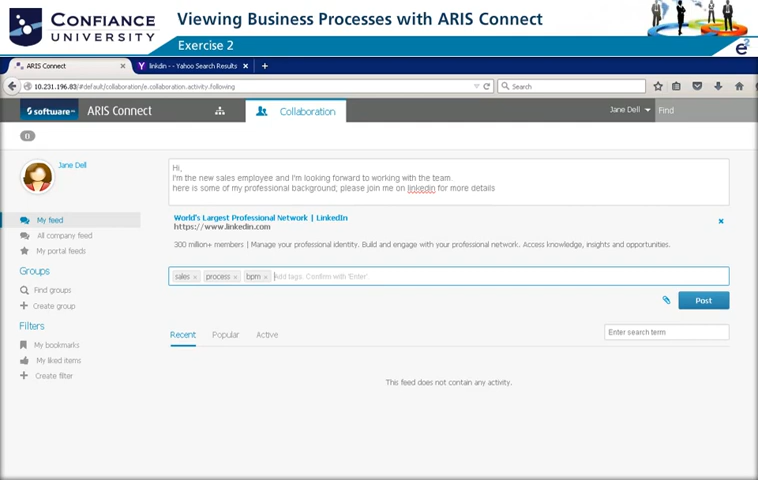 CONFIANCE
UNIVERSITY
Viewing Business Processes with ARIS Connect
Exercise 2
e²
ARIS Connect
linkdin - - Yahoo Search Results
10.231.196.83/#default/collaboration/e.collaboration.activity.following
Search
software AG
ARIS Connect
Collaboration
Jane Dell
Find
Jane Dell
Hi,
I'm the new sales employee and I'm looking forward to working with the team.
here is some of my professional background; please join me on linkedin for more details
World's Largest Professional Network | LinkedIn
https://www.linkedin.com
300 million+ members | Manage your professional identity. Build and engage with your professional network. Access knowledge, insights and opportunities.
My feed
All company feed
My portal feeds
Groups
Find groups
Create group
Filters
My bookmarks
My liked items
Create filter
sales × process × bpm × Add tags. Confirm with 'Enter'.
Post
Recent
Popular
Active
Enter search term
This feed does not contain any activity.